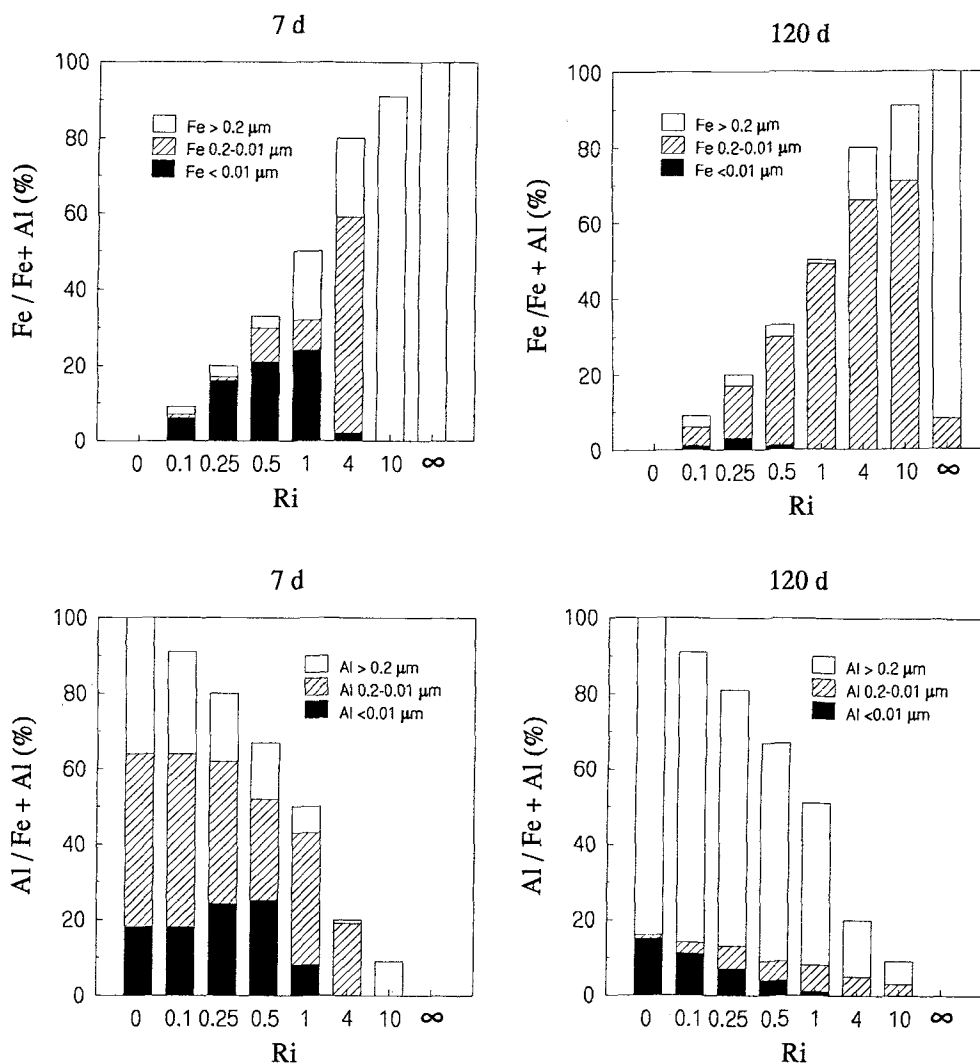 7 d
Fe / Fe+ Al (%)
100
80
60
40
20
0
Fe > 0.2 µm
Fe 0.2-0.01 µm
Fe < 0.01 µm
0 0.1 0.25 0.5 1 4 10 ∞
Ri
120 d
Fe /Fe + Al (%)
100
80
60
40
20
0
Fe > 0.2 µm
Fe 0.2-0.01 µm
Fe <0.01 µm
0 0.1 0.25 0.5 1 4 10 ∞
Ri
7 d
Al / Fe + Al (%)
100
80
60
40
20
0
Al > 0.2 µm
Al 0.2-0.01 µm
Al <0.01 µm
0 0.1 0.25 0.5 1 4 10 ∞
Ri
120 d
Al / Fe + Al (%)
100
80
60
40
20
0
Al > 0.2 µm
Al 0.2-0.01 µm
Al <0.01 µm
0 0.1 0.25 0.5 1 4 10 ∞
Ri